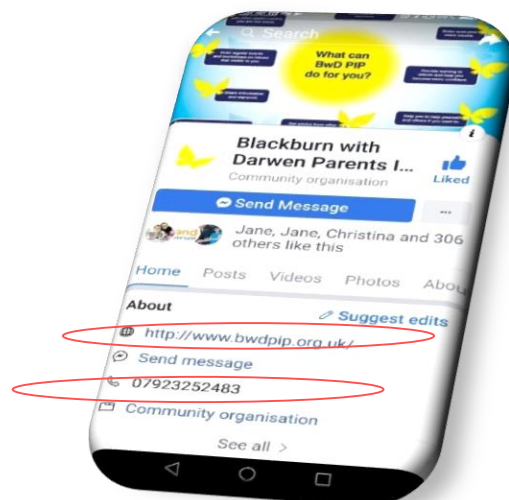 Search
What can
BwD PIP
do for you?
Blackburn with
Darwen Parents I...
Community organisation
Liked
Send Message
...
Jane, Jane, Christina and 306
others like this
Home Posts Videos Photos Abou
About
Suggest edits
http://www.bwdpip.org.uk/
Send message
07923252483
Community organisation
See all >